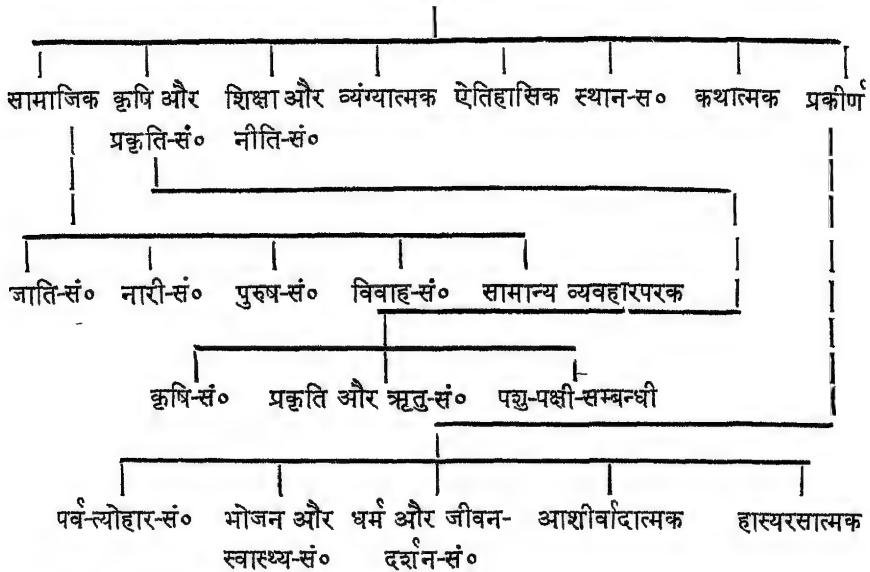 सामाजिक कृषि और शिक्षा और व्यंग्यात्मक ऐतिहासिक स्थान-स० कथात्मक प्रकीर्ण
प्रकृति-सं० नीति-सं०
जाति-सं० नारी-सं० पुरुष-सं० विवाह-सं० सामान्य व्यवहारपरक
कृषि-सं० प्रकृति और ऋतु-सं० पशु-पक्षी-सम्बन्धी
पर्व-त्योहार-सं० भोजन और धर्म और जीवन- आशीर्वादात्मक हास्यरसात्मक
स्वास्थ्य-सं० दर्शन-सं०